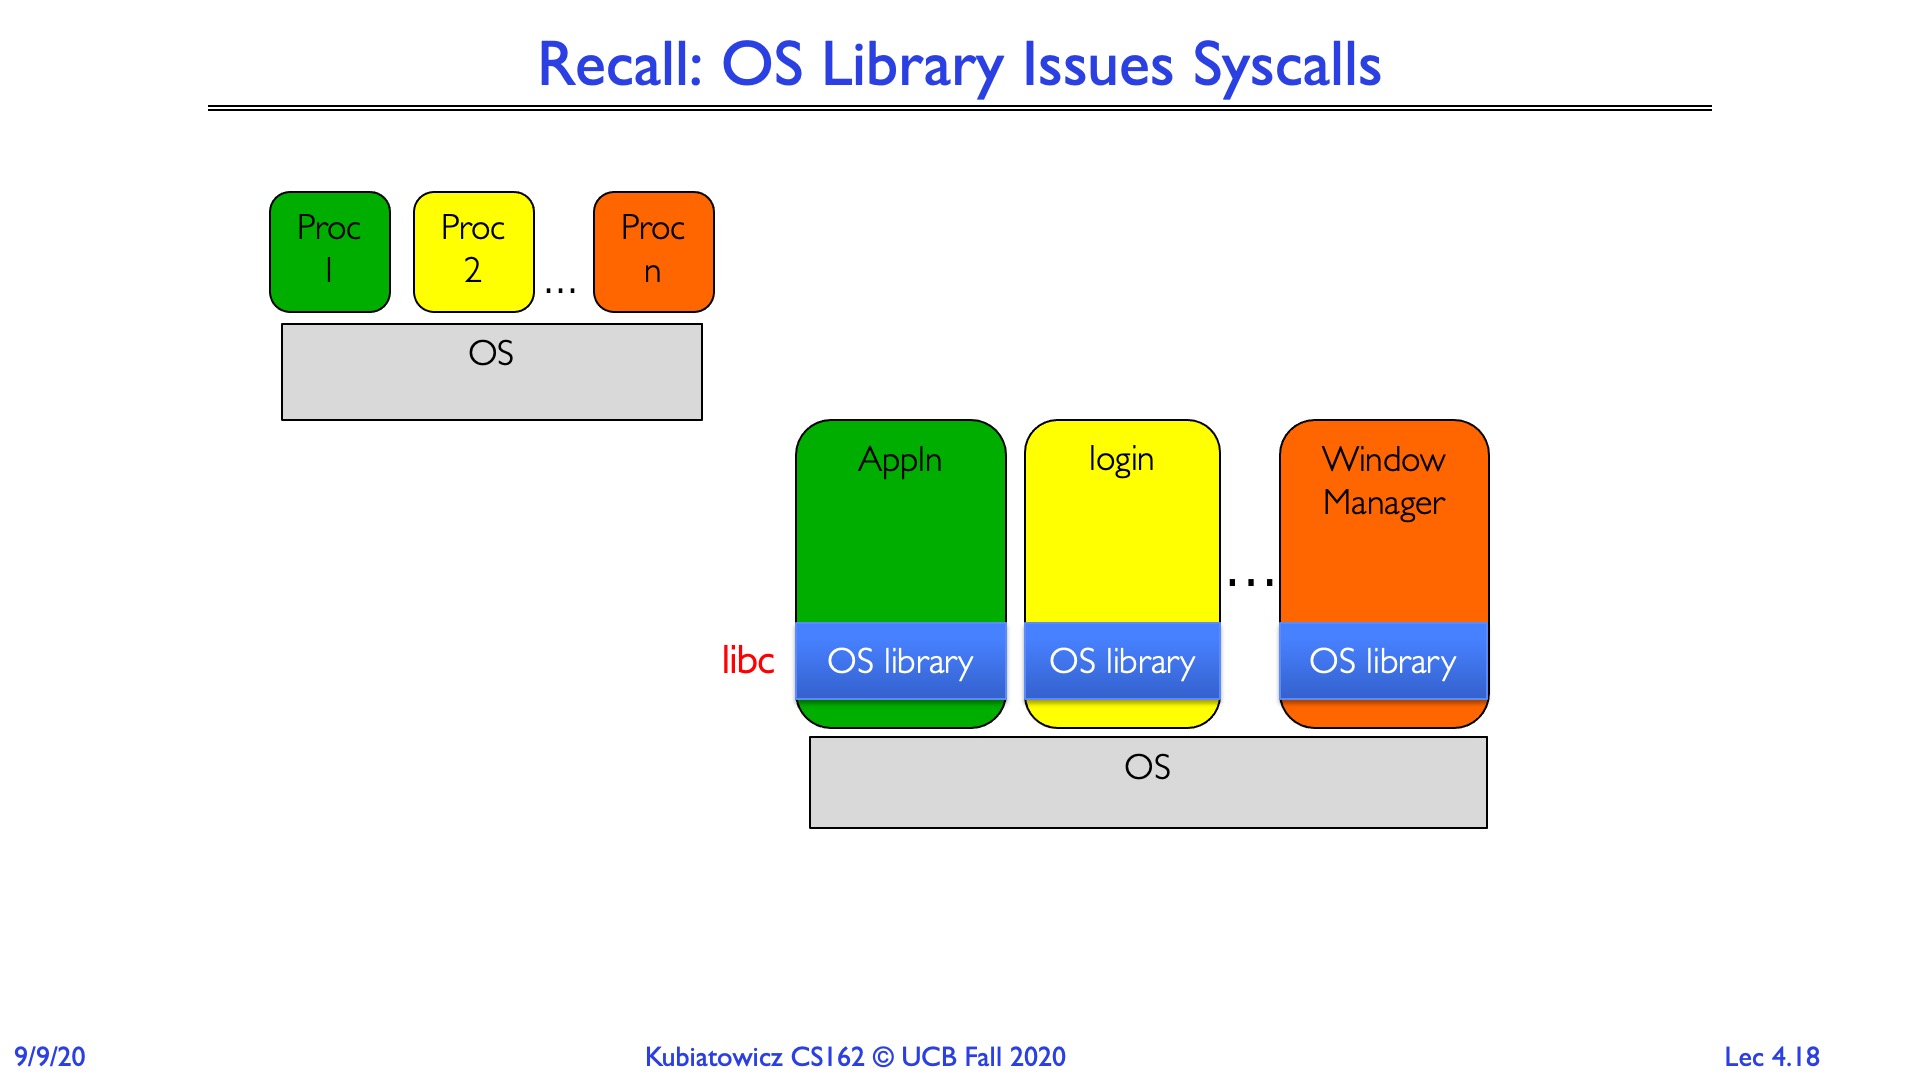 Recall: OS Library Issues Syscalls
Proc
1
Proc
2
...
Proc
n
OS
Appln
login
...
Window
Manager
libc
OS library
OS library
OS library
OS
9/9/20
Kubiatowicz CS162 © UCB Fall 2020
Lec 4.18